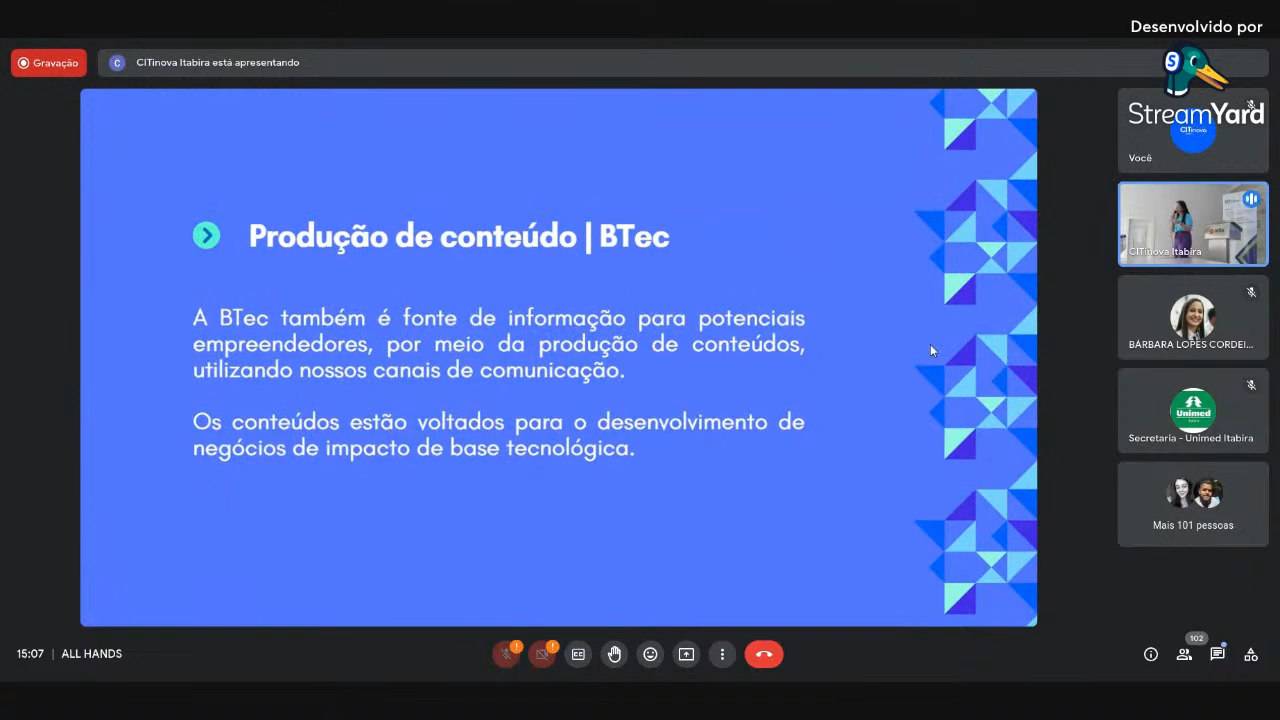 Desenvolvido por
StreamYard
Gravação
C
CITinova Itabira está apresentando
Produção de conteúdo | BTec
A BTec também é fonte de informação para potenciais
empreendedores, por meio da produção de conteúdos,
utilizando nossos canais de comunicação.
Os conteúdos estão voltados para o desenvolvimento de
negócios de impacto de base tecnológica.
CITinova
Você
CITinova Itabira
BÁRBARA LOPES CORDEI...
Unimed
Secretaria - Unimed Itabira
Mais 101 pessoas
15:07 | ALL HANDS
102